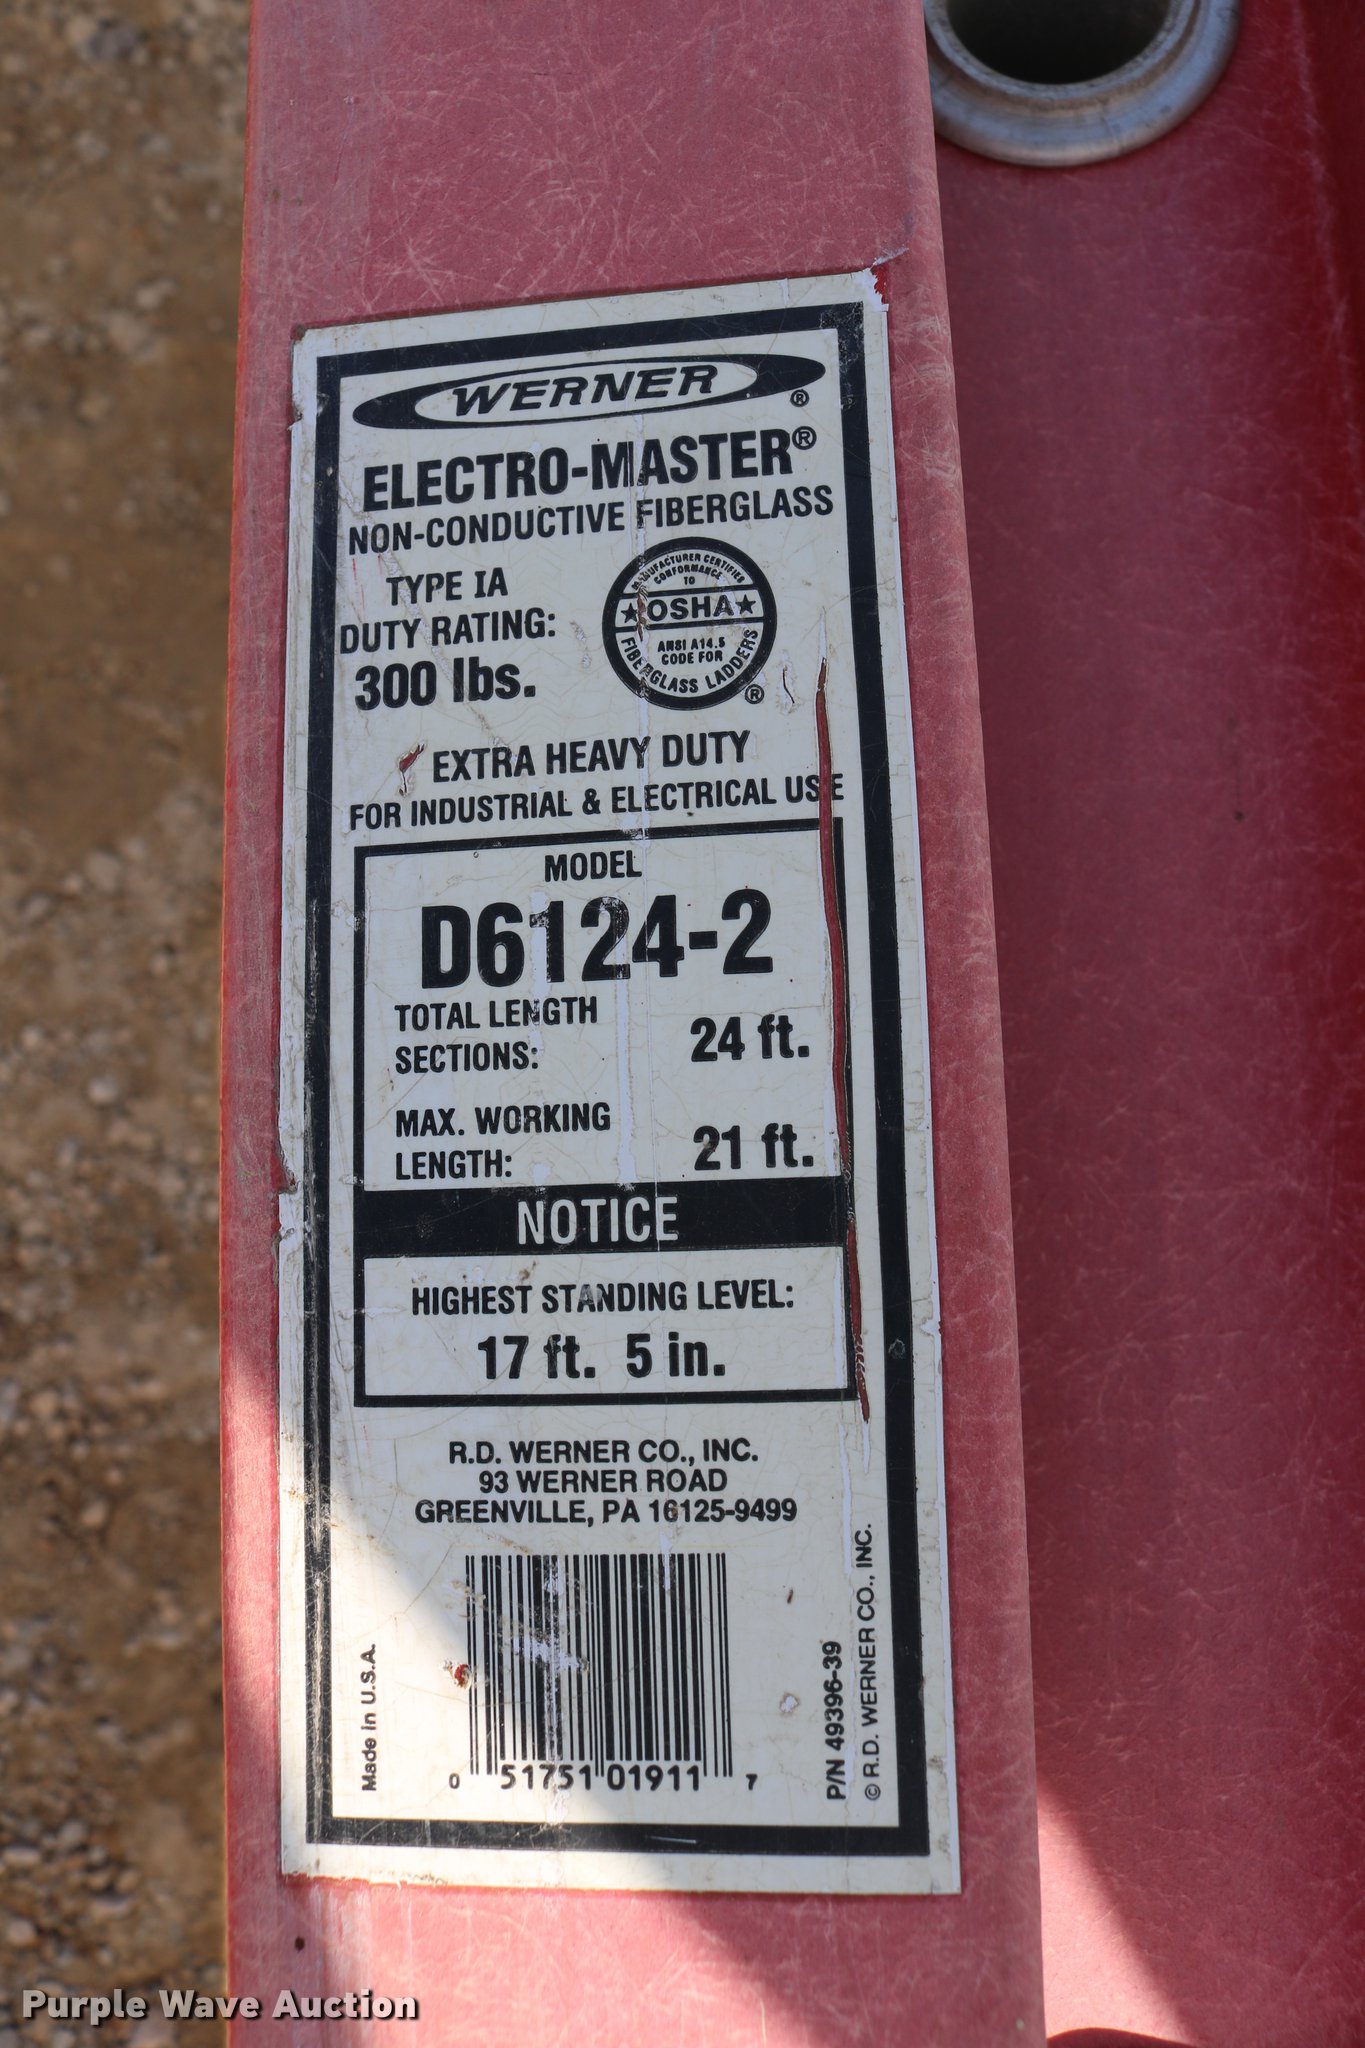 WERNER®
ELECTRO-MASTER®
NON-CONDUCTIVE FIBERGLASS
TYPE IA
DUTY RATING:
300 lbs.
MANUFACTURER CERTIFIES
CONFORMANCE
TO
★OSHA★
ANSI A14.5
CODE FOR
FIBERGLASS LADDERS
®
EXTRA HEAVY DUTY
FOR INDUSTRIAL & ELECTRICAL USE
MODEL
D6124-2
TOTAL LENGTH
SECTIONS:
24 ft.
MAX. WORKING
LENGTH:
21 ft.
NOTICE
HIGHEST STANDING LEVEL:
17 ft. 5 in.
R.D. WERNER CO., INC.
93 WERNER ROAD
GREENVILLE, PA 16125-9499
Made in U.S.A.
0 51751 01911 7
P/N 49396-39
© R.D. WERNER CO., INC.
Purple Wave Auction